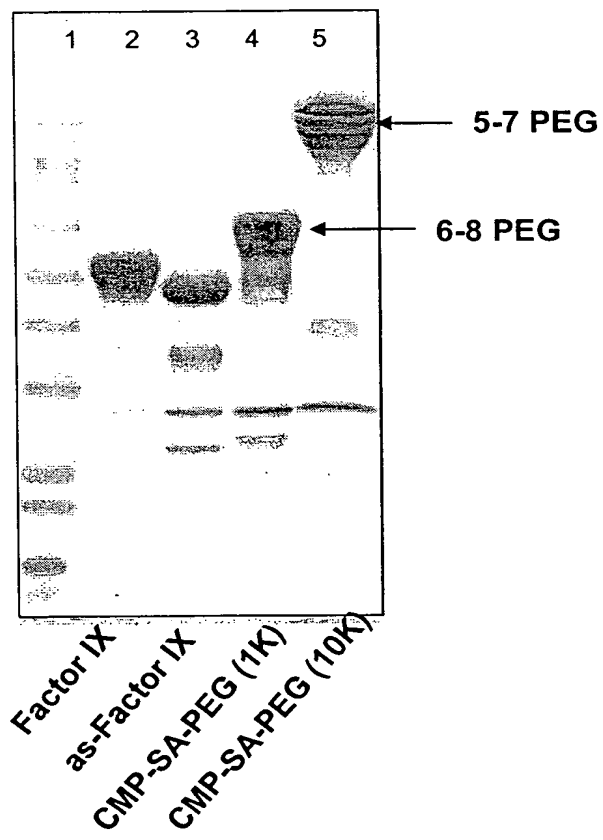 1 2 3 4 5
5-7 PEG
6-8 PEG
Factor IX
as-Factor IX
CMP-SA-PEG (1K)
CMP-SA-PEG (10K)